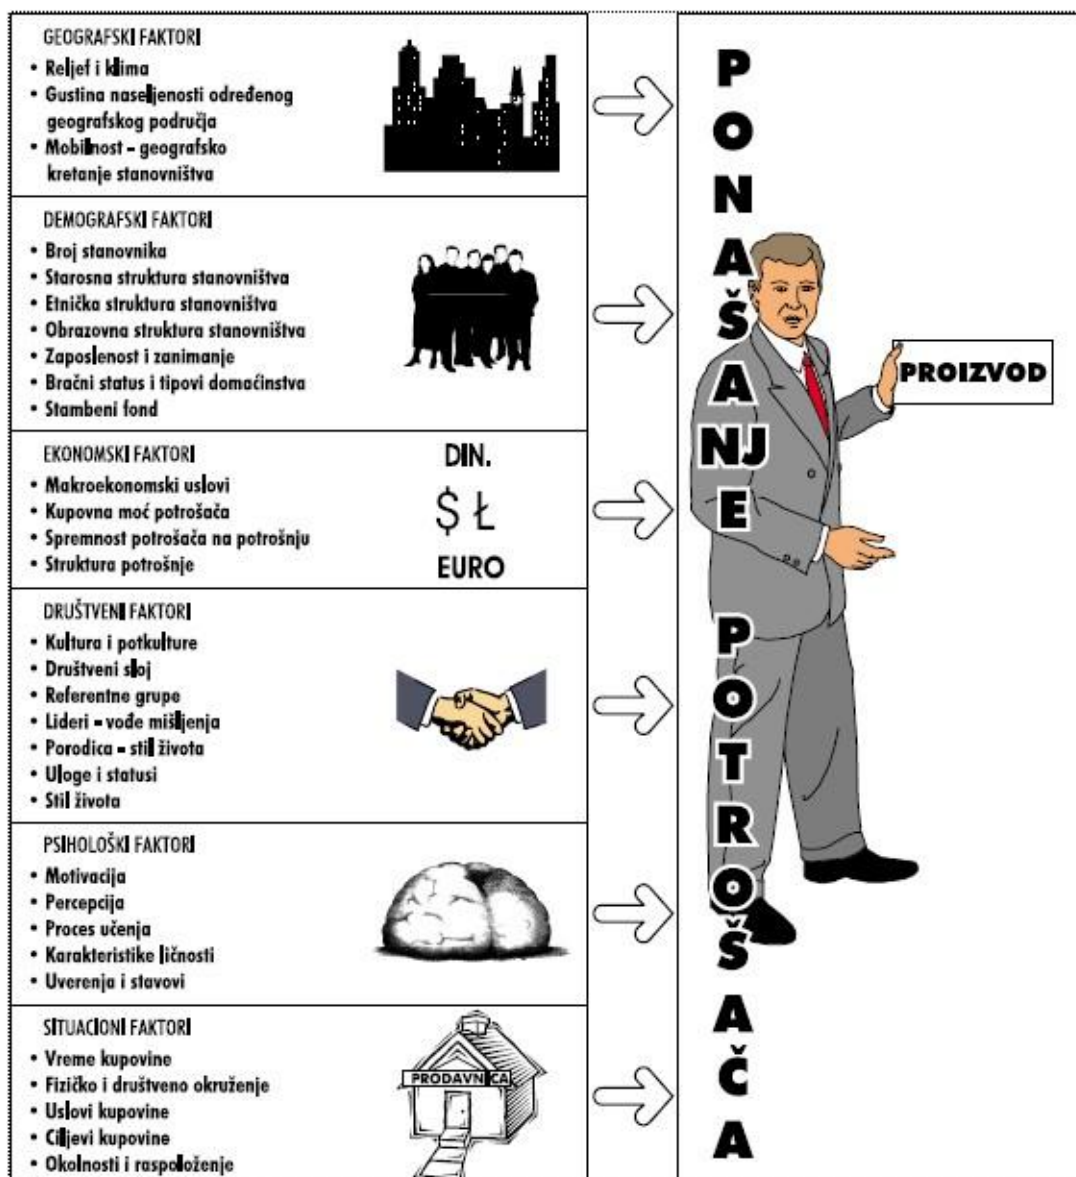 GEOGRAFSKI FAKTORI
• Reljef i klima
• Gustina naseljenosti određenog
geografskog područja
• Mobilnost - geografsko
kretanje stanovništva
DEMOGRAFSKI FAKTORI
• Broj stanovnika
• Starosna struktura stanovništva
• Etnička struktura stanovništva
• Obrazovna struktura stanovništva
• Zaposlenost i zanimanje
• Bračni status i tipovi domaćinstva
• Stambeni fond
EKONOMSKI FAKTORI
• Makroekonomski uslovi
• Kupovna moć potrošača
• Spremnost potrošača na potrošnju
• Struktura potrošnje
DIN.
$ Ł
EURO
DRUŠTVENI FAKTORI
• Kultura i potkulture
• Društveni sloj
• Referentne grupe
• Lideri - vođe mišljenja
• Porodica - stil života
• Uloge i statusi
• Stil života
PSIHOLOŠKI FAKTORI
• Motivacija
• Percepcija
• Proces učenja
• Karakteristike ličnosti
• Uverenja i stavovi
SITUACIONI FAKTORI
• Vreme kupovine
• Fizičko i društveno okruženje
• Uslovi kupovine
• Ciljevi kupovine
• Okolnosti i raspoloženje
PRODAVNICA
PONAŠANJE POTROŠAČA
PROIZVOD